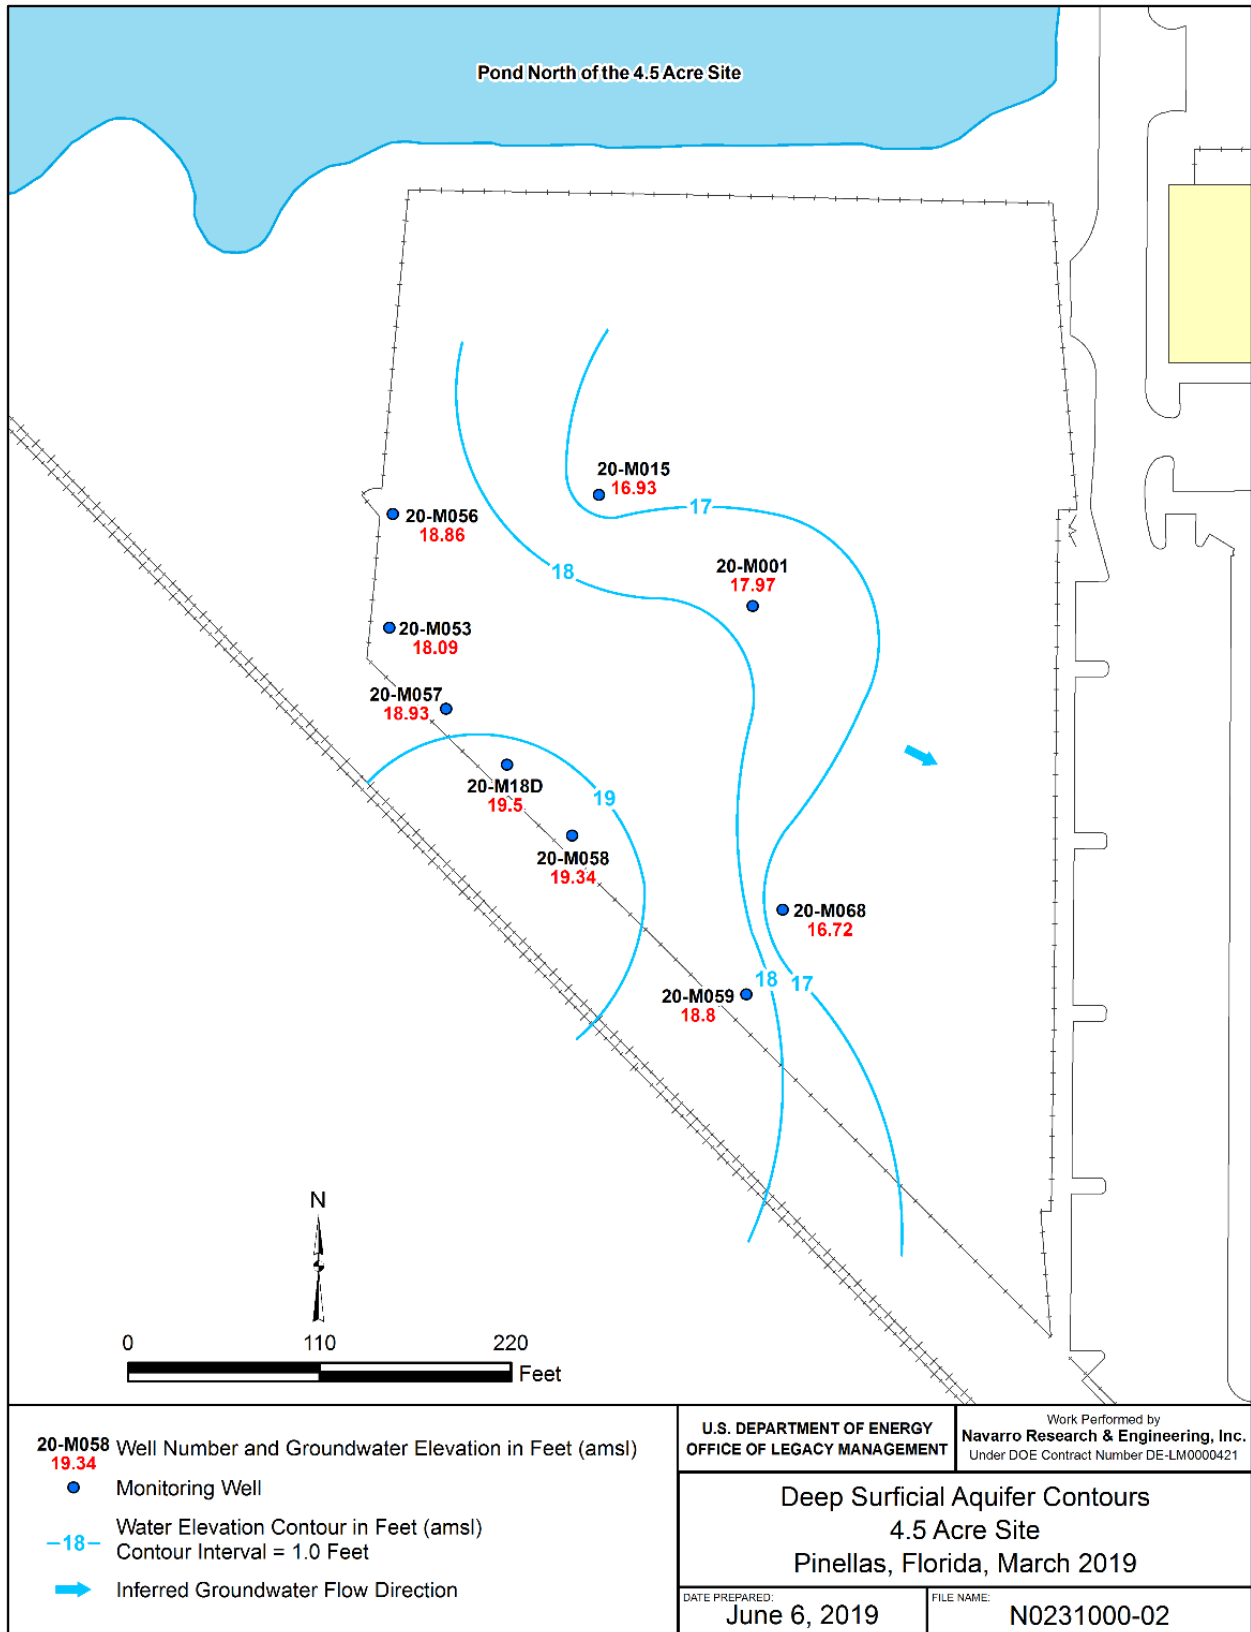 Pond North of the 4.5 Acre Site
20-M015
16.93
17
20-M056
18.86
18
20-M001
17.97
20-M053
18.09
20-M057
18.93
20-M18D
19.5
19
20-M058
19.34
20-M068
16.72
18
17
20-M059
18.8
N
0 110 220
Feet
20-M058 Well Number and Groundwater Elevation in Feet (amsl)
19.34
Monitoring Well
-18- Water Elevation Contour in Feet (amsl)
Contour Interval = 1.0 Feet
Inferred Groundwater Flow Direction
U.S. DEPARTMENT OF ENERGY
OFFICE OF LEGACY MANAGEMENT
Work Performed by
Navarro Research & Engineering, Inc.
Under DOE Contract Number DE-LM0000421
Deep Surficial Aquifer Contours
4.5 Acre Site
Pinellas, Florida, March 2019
DATE PREPARED:
June 6, 2019
FILE NAME:
N0231000-02